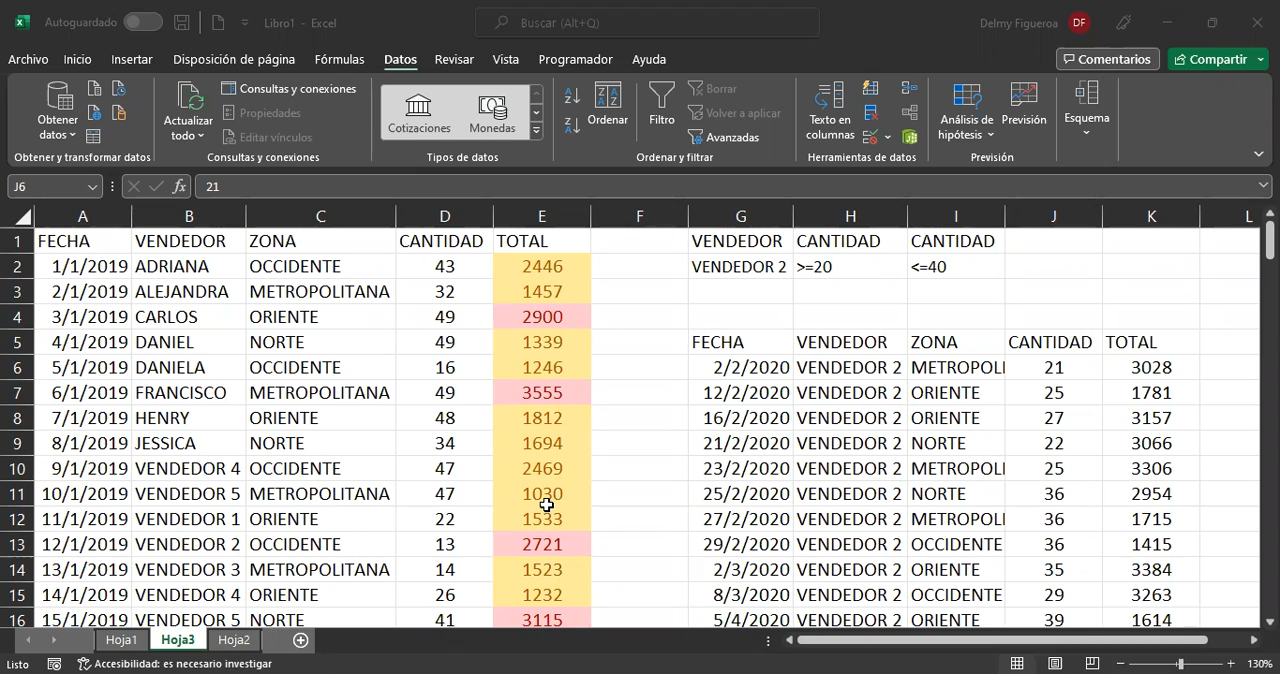 Autoguardado Libro1 - Excel Buscar (Alt+Q) Delmy Figueroa DF
Archivo Inicio Insertar Disposición de página Fórmulas Datos Revisar Vista Programador Ayuda Comentarios Compartir
Obtener datos Actualizar todo Consultas y conexiones Propiedades Editar vínculos Cotizaciones Monedas Ordenar Filtro Borrar Volver a aplicar Avanzadas Texto en columnas Análisis de hipótesis Previsión Esquema
Obtener y transformar datos Consultas y conexiones Tipos de datos Ordenar y filtrar Herramientas de datos Previsión
J6 fx 21
A B C D E F G H I J K L
1 FECHA VENDEDOR ZONA CANTIDAD TOTAL VENDEDOR CANTIDAD CANTIDAD
2 1/1/2019 ADRIANA OCCIDENTE 43 2446 VENDEDOR 2 >=20 <=40
3 2/1/2019 ALEJANDRA METROPOLITANA 32 1457
4 3/1/2019 CARLOS ORIENTE 49 2900
5 4/1/2019 DANIEL NORTE 49 1339 FECHA VENDEDOR ZONA CANTIDAD TOTAL
6 5/1/2019 DANIELA OCCIDENTE 16 1246 2/2/2020 VENDEDOR 2 METROPOLI 21 3028
7 6/1/2019 FRANCISCO METROPOLITANA 49 3555 12/2/2020 VENDEDOR 2 ORIENTE 25 1781
8 7/1/2019 HENRY ORIENTE 48 1812 16/2/2020 VENDEDOR 2 ORIENTE 27 3157
9 8/1/2019 JESSICA NORTE 34 1694 21/2/2020 VENDEDOR 2 NORTE 22 3066
10 9/1/2019 VENDEDOR 4 OCCIDENTE 47 2469 23/2/2020 VENDEDOR 2 METROPOLI 25 3306
11 10/1/2019 VENDEDOR 5 METROPOLITANA 47 1030 25/2/2020 VENDEDOR 2 NORTE 36 2954
12 11/1/2019 VENDEDOR 1 ORIENTE 22 1533 27/2/2020 VENDEDOR 2 METROPOLI 36 1715
13 12/1/2019 VENDEDOR 2 OCCIDENTE 13 2721 29/2/2020 VENDEDOR 2 OCCIDENTE 36 1415
14 13/1/2019 VENDEDOR 3 METROPOLITANA 14 1523 2/3/2020 VENDEDOR 2 ORIENTE 35 3384
15 14/1/2019 VENDEDOR 4 ORIENTE 26 1232 8/3/2020 VENDEDOR 2 OCCIDENTE 29 3263
16 15/1/2019 VENDEDOR 5 NORTE 41 3115 5/4/2020 VENDEDOR 2 ORIENTE 39 1614
Hoja1 Hoja3 Hoja2
Listo Accesibilidad: es necesario investigar 130%